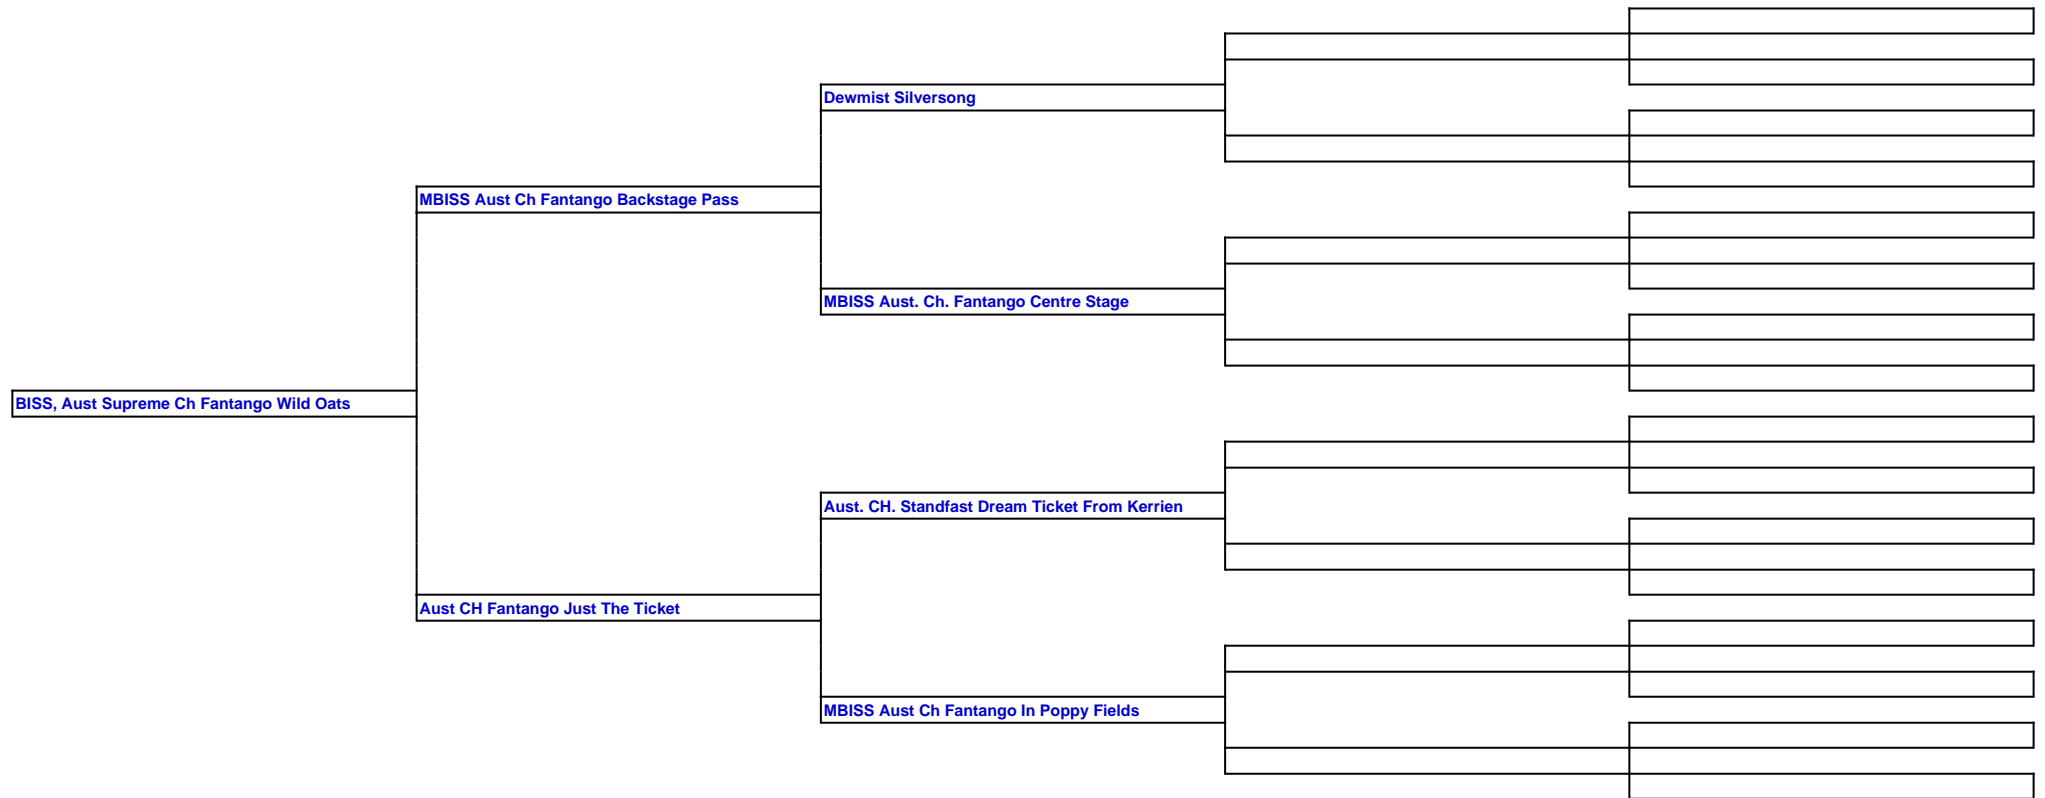 Dewmist Silversong
MBISS Aust Ch Fantango Backstage Pass
MBISS Aust. Ch. Fantango Centre Stage
BISS, Aust Supreme Ch Fantango Wild Oats
Aust. CH. Standfast Dream Ticket From Kerrien
Aust CH Fantango Just The Ticket
MBISS Aust Ch Fantango In Poppy Fields